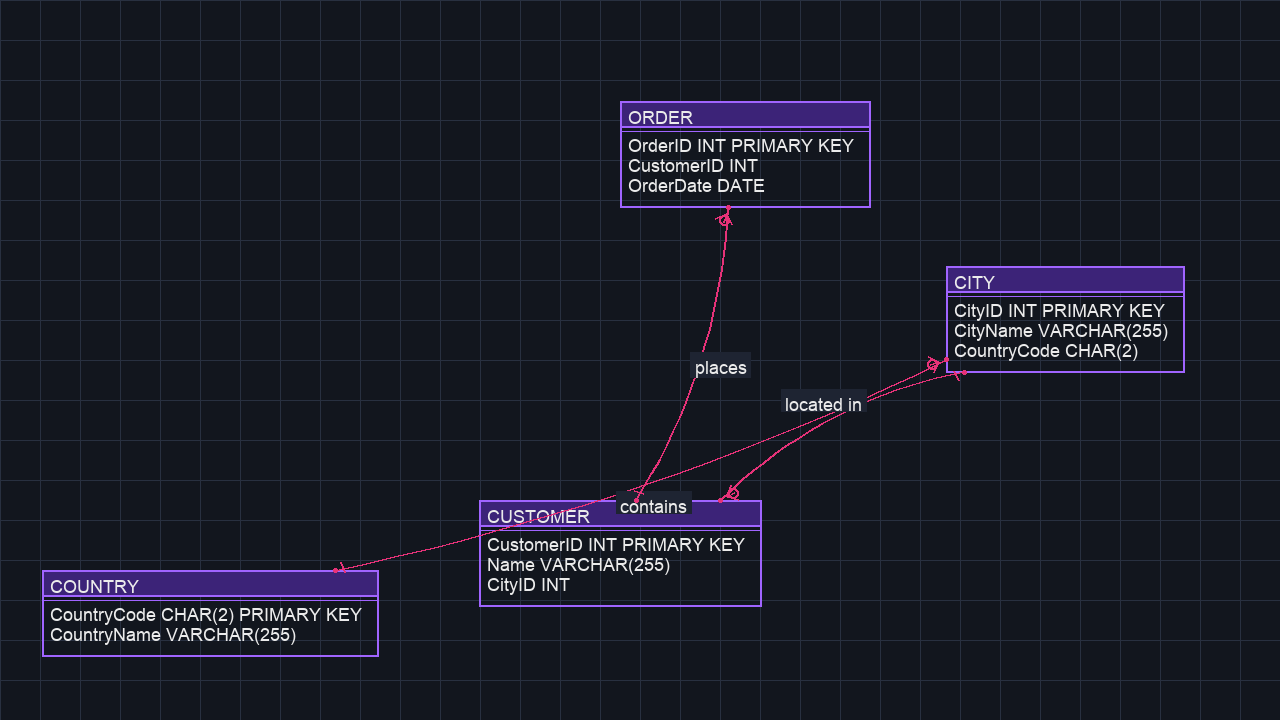 ORDER
OrderID INT PRIMARY KEY
CustomerID INT
OrderDate DATE
CITY
CityID INT PRIMARY KEY
CityName VARCHAR(255)
CountryCode CHAR(2)
places
located in
contains
CUSTOMER
CustomerID INT PRIMARY KEY
Name VARCHAR(255)
CityID INT
COUNTRY
CountryCode CHAR(2) PRIMARY KEY
CountryName VARCHAR(255)